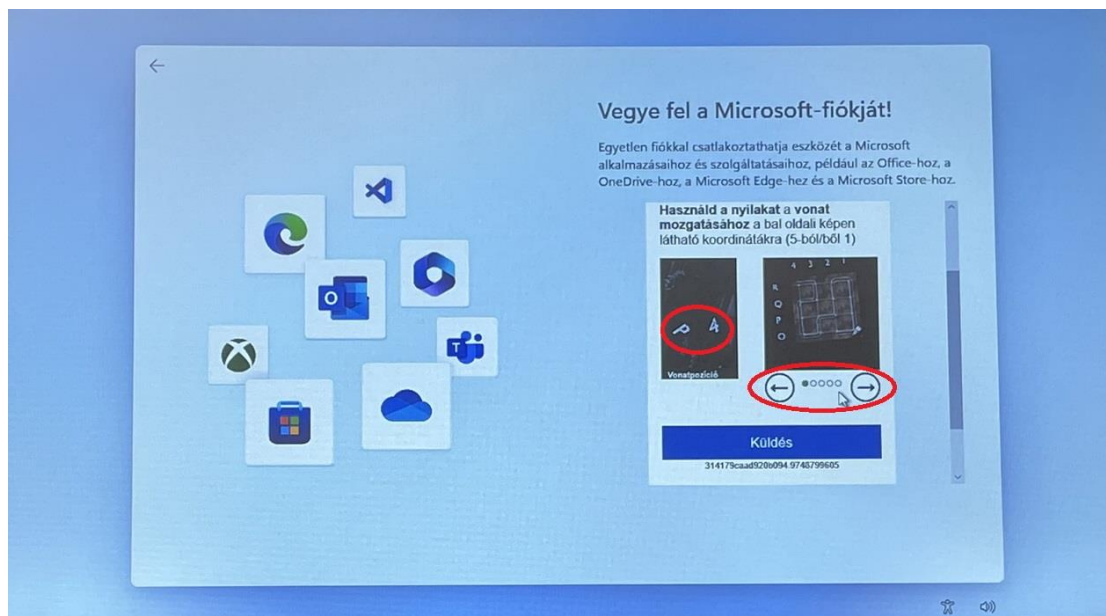 Vegye fel a Microsoft-fiókját!
Egyetlen fiókkal csatlakoztathatja eszközét a Microsoft
alkalmazásaihoz és szolgáltatásaihoz, például az Office-hoz, a
OneDrive-hoz, a Microsoft Edge-hez és a Microsoft Store-hoz.
Használd a nyilakat a vonat
mozgatásához a bal oldali képen
látható koordinátákra (5-ból/ből 1)
4 3 2 1
R
Q
P
O
P 4
Vonatpozíció
Küldés
314179caad920b094.9748799605